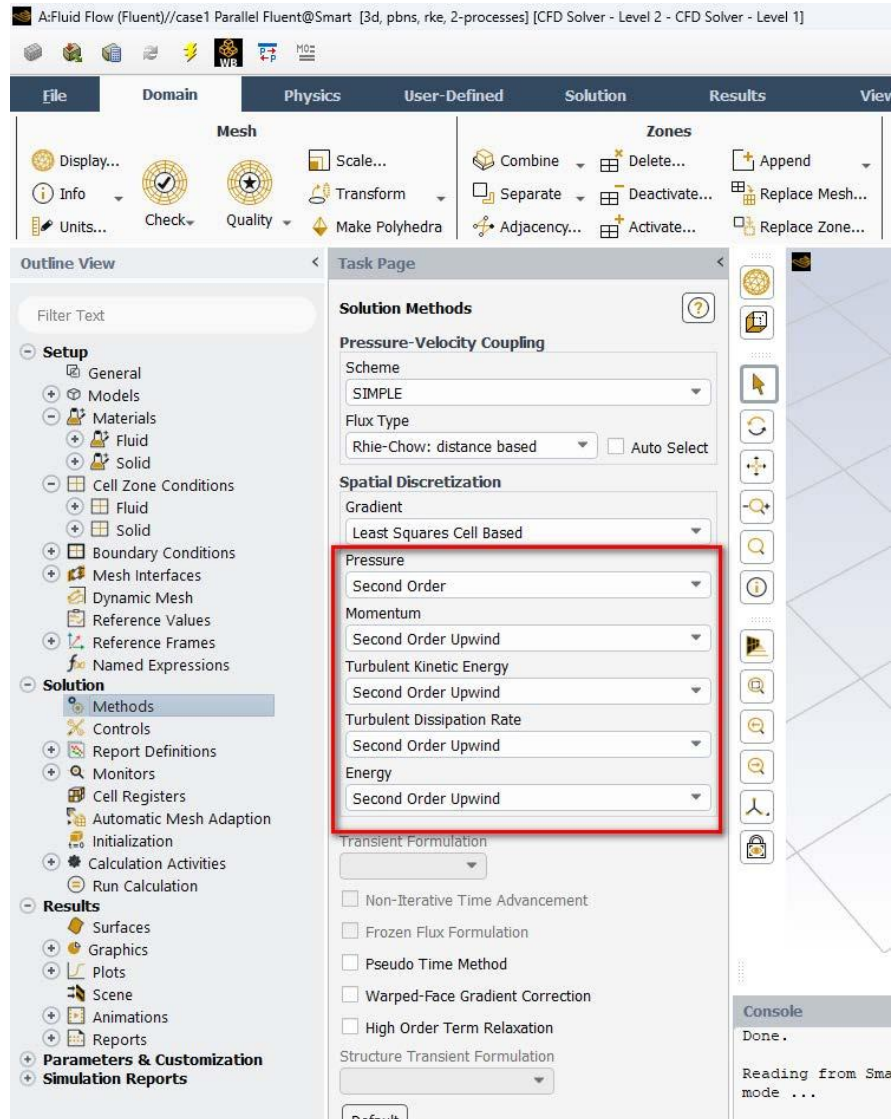 A:Fluid Flow (Fluent)//case1 Parallel Fluent@Smart [3d, pbns, rke, 2-processes] [CFD Solver - Level 2 - CFD Solver - Level 1]
WB
File Domain Physics User-Defined Solution Results View
Mesh
Display...
Info
Units...
Check
Quality
Scale...
Transform
Make Polyhedra
Zones
Combine
Separate
Adjacency...
Delete...
Deactivate...
Activate...
Append
Replace Mesh...
Replace Zone...
Outline View
Filter Text
Setup
General
Models
Materials
Fluid
Solid
Cell Zone Conditions
Fluid
Solid
Boundary Conditions
Mesh Interfaces
Dynamic Mesh
Reference Values
Reference Frames
Named Expressions
Solution
Methods
Controls
Report Definitions
Monitors
Cell Registers
Automatic Mesh Adaption
Initialization
Calculation Activities
Run Calculation
Results
Surfaces
Graphics
Plots
Scene
Animations
Reports
Parameters & Customization
Simulation Reports
Task Page
Solution Methods
Pressure-Velocity Coupling
Scheme
SIMPLE
Flux Type
Rhie-Chow: distance based
Auto Select
Spatial Discretization
Gradient
Least Squares Cell Based
Pressure
Second Order
Momentum
Second Order Upwind
Turbulent Kinetic Energy
Second Order Upwind
Turbulent Dissipation Rate
Second Order Upwind
Energy
Second Order Upwind
Transient Formulation
Non-Iterative Time Advancement
Frozen Flux Formulation
Pseudo Time Method
Warped-Face Gradient Correction
High Order Term Relaxation
Structure Transient Formulation
Default
Console
Done.
Reading from Sma
mode ...